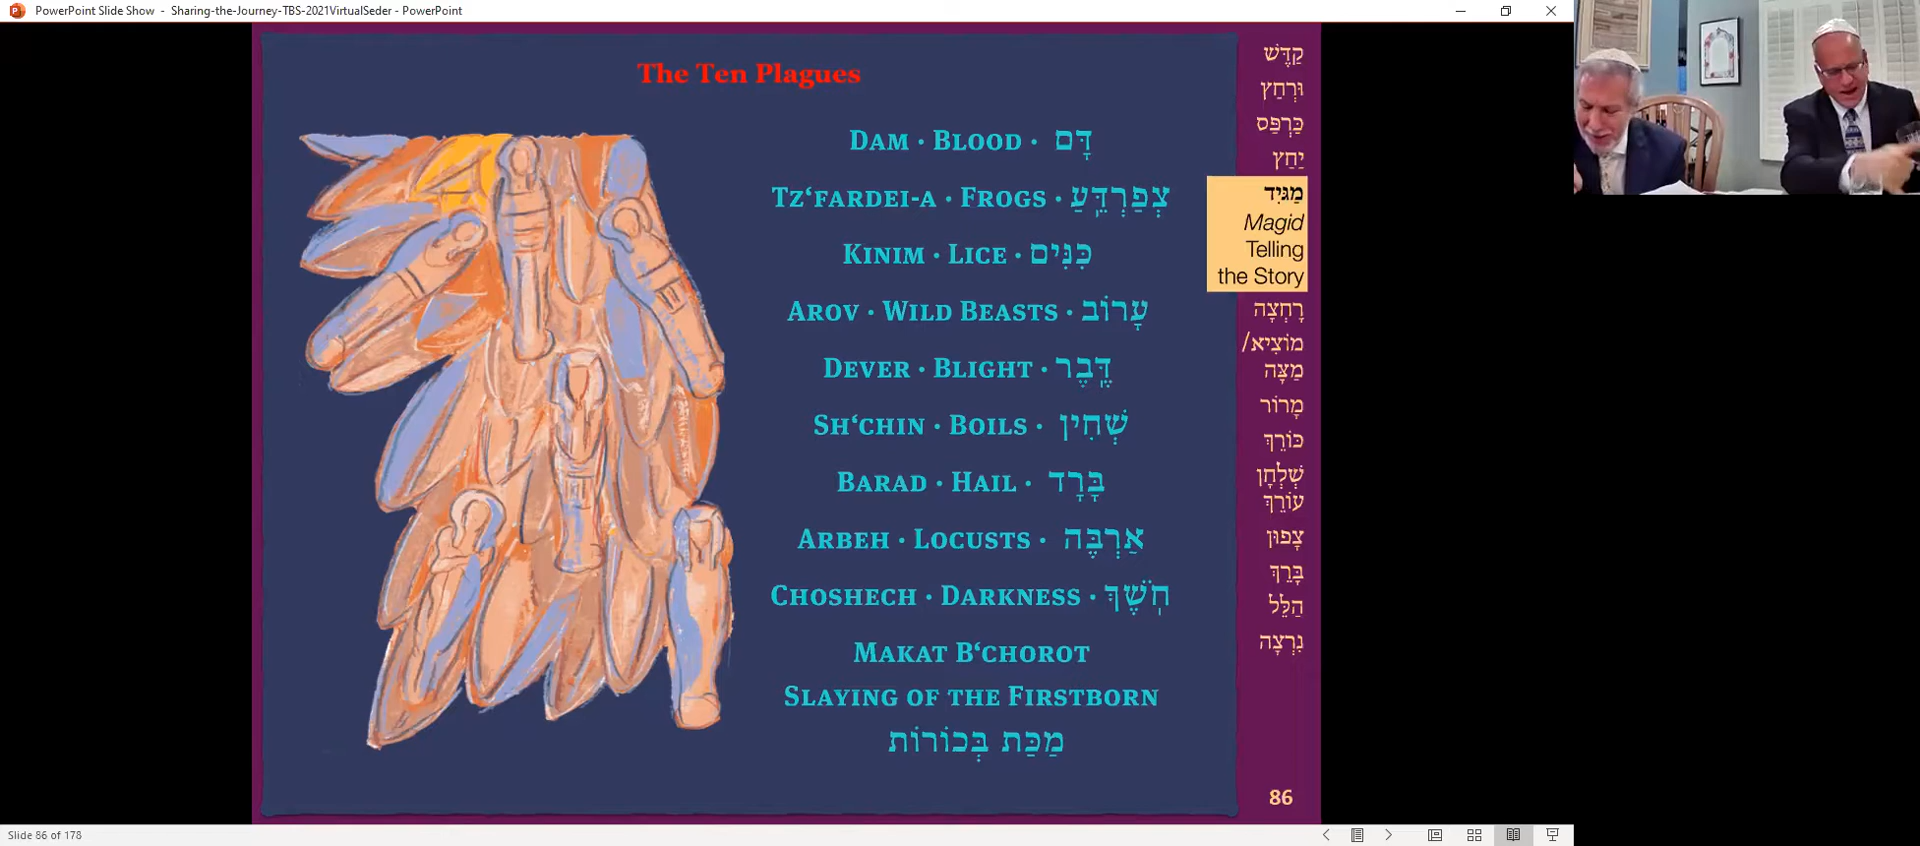 PowerPoint Slide Show - Sharing-the-Journey-TBS-2021VirtualSeder - PowerPoint
The Ten Plagues
DAM · BLOOD · דָּם
TZ‘FARDEI-A · FROGS · צְפַרְדֵּֽעַ
KINIM · LICE · כִּנִּים
AROV · WILD BEASTS · עָרוֹב
DEVER · BLIGHT · דֶּֽבֶר
SH‘CHIN · BOILS · שְׁחִין
BARAD · HAIL · בָּרָד
ARBEH · LOCUSTS · אַרְבֶּה
CHOSHECH · DARKNESS · חֹֽשֶׁךְ
MAKAT B‘CHOROT
SLAYING OF THE FIRSTBORN
מַכַּת בְּכוֹרוֹת
קַדֵּשׁ
וּרְחַץ
כַּרְפַּס
יַחַץ
מַגִּיד
Magid
Telling
the Story
רָחְצָה
מוֹצִיא/
מַצָּה
מָרוֹר
כּוֹרֵךְ
שֻׁלְחָן
עוֹרֵךְ
צָפוּן
בָּרֵךְ
הַלֵּל
נִרְצָה
86
Slide 86 of 178